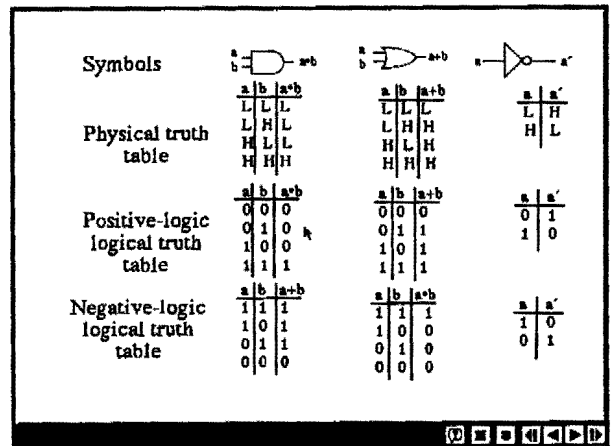 Symbols
a
b
a•b
a
b
a+b
a
a′
Physical truth
table
a b a•b
L L L
L H L
H L L
H H H
a b a+b
L L L
L H H
H L H
H H H
a a′
L H
H L
Positive-logic
logical truth
table
a b a•b
0 0 0
0 1 0
1 0 0
1 1 1
a b a+b
0 0 0
0 1 1
1 0 1
1 1 1
a a′
0 1
1 0
Negative-logic
logical truth
table
a b a+b
1 1 1
1 0 1
0 1 1
0 0 0
a b a•b
1 1 1
1 0 0
0 1 0
0 0 0
a a′
1 0
0 1